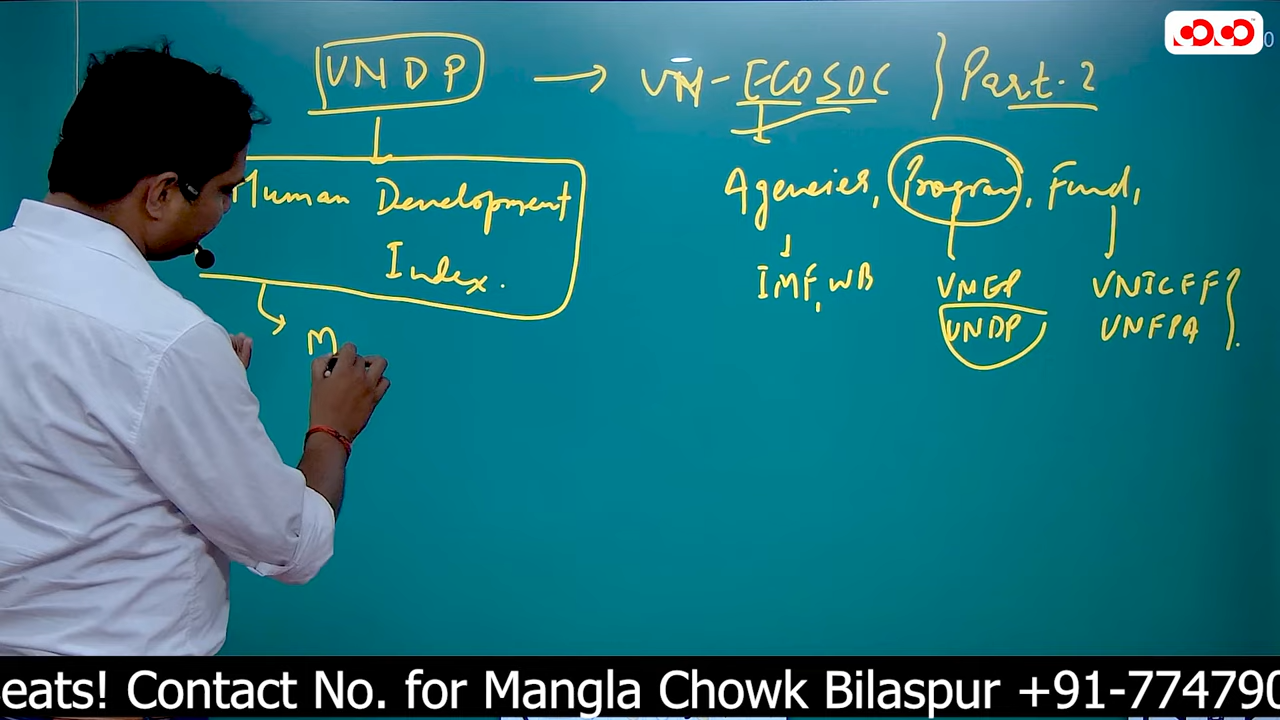 UNDP → UN-ECOSOC } Part-2
Human Development
Index.
M
Agencies, Program, Fund,
IMF, WB
UNEP
UNDP
UNICEF
UNFPA
eats! Contact No. for Mangla Chowk Bilaspur +91-774790